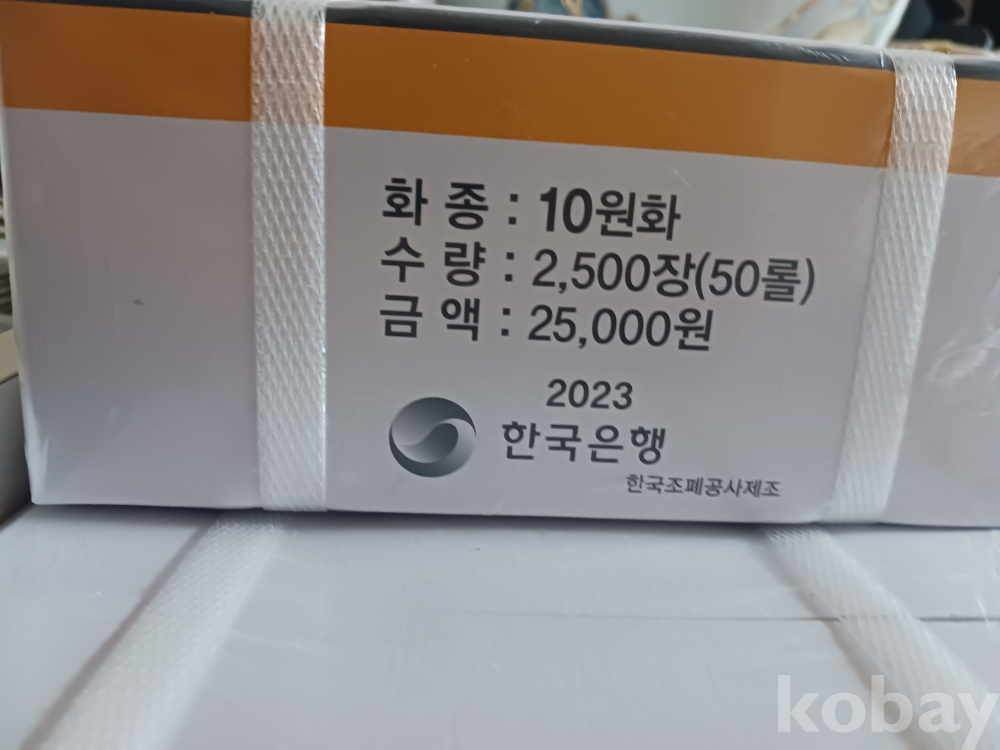 화 종 : 10원화
수 량 : 2,500장(50롤)
금 액 : 25,000원
2023
한국은행
한국조폐공사제조
kobay